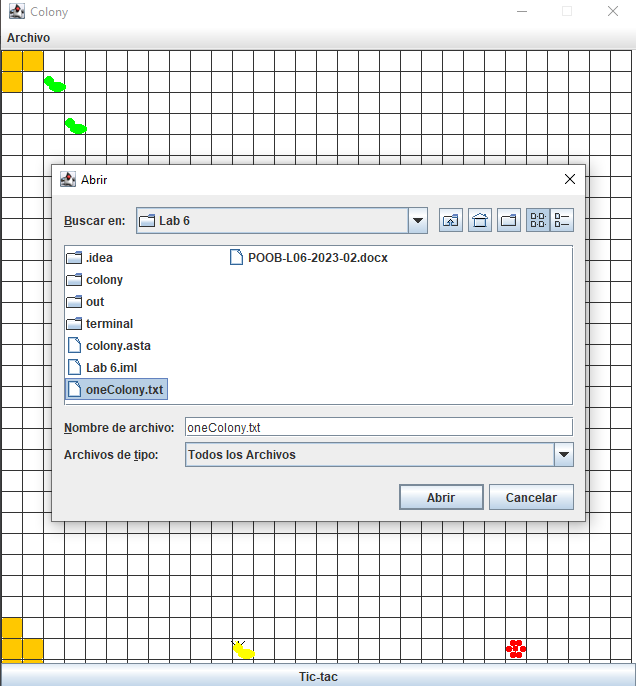 Colony
Archivo
Abrir
Buscar en: Lab 6
.idea POOB-L06-2023-02.docx
colony
out
terminal
colony.asta
Lab 6.iml
oneColony.txt
Nombre de archivo: oneColony.txt
Archivos de tipo: Todos los Archivos
Abrir Cancelar
Tic-tac